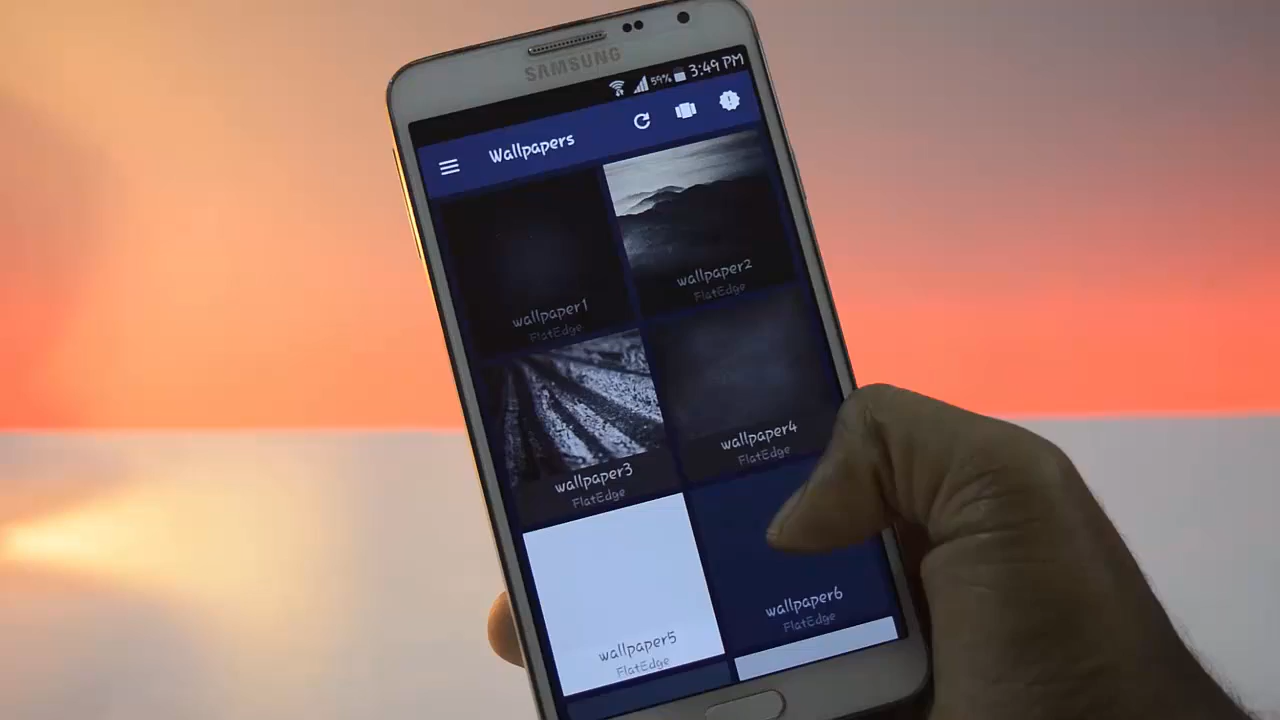 SAMSUNG
59% 3:49 PM
Wallpapers
wallpaper1
FlatEdge
wallpaper2
FlatEdge
wallpaper3
FlatEdge
wallpaper4
FlatEdge
wallpaper5
FlatEdge
wallpaper6
FlatEdge